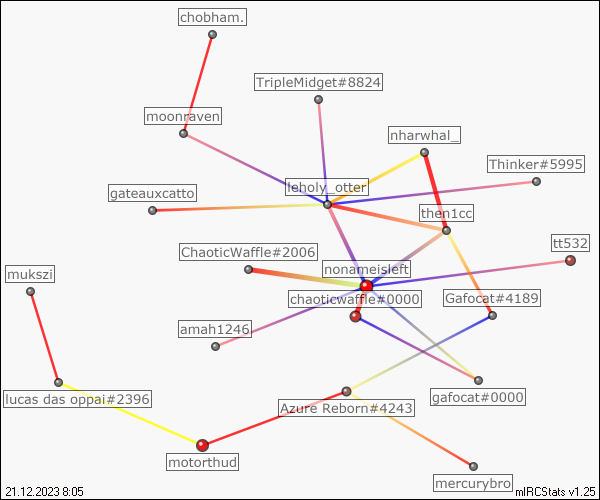 chobham.
TripleMidget#8824
moonraven
nharwhal_
Thinker#5995
leholy_otter
gateauxcatto
then1cc
tt532
ChaoticWaffle#2006
nonameisleft
mukszi
chaoticwaffle#0000
Gafocat#4189
amah1246
gafocat#0000
lucas das oppai#2396
Azure Reborn#4243
motorthud
mercurybro
21.12.2023 8:05
mIRCStats v1.25